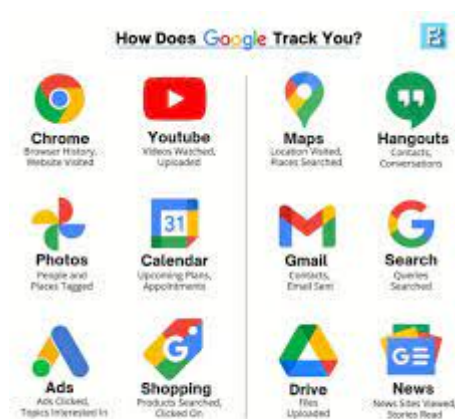 How Does Google Track You?
Chrome
Browser History,
Website Visited
Youtube
Videos Watched,
Uploaded
Maps
Location Visited,
Places Searched
Hangouts
Contacts,
Conversations
Photos
People and
Places Tagged
31
Calendar
Upcoming Plans,
Appointments
Gmail
Contacts,
Email Sent
Search
Queries
Searched
Ads
Ads Clicked,
Topics Interested In
G
Shopping
Products Searched,
Clicked On
Drive
Files
Uploaded
G
News
News Sites Viewed,
Stories Read